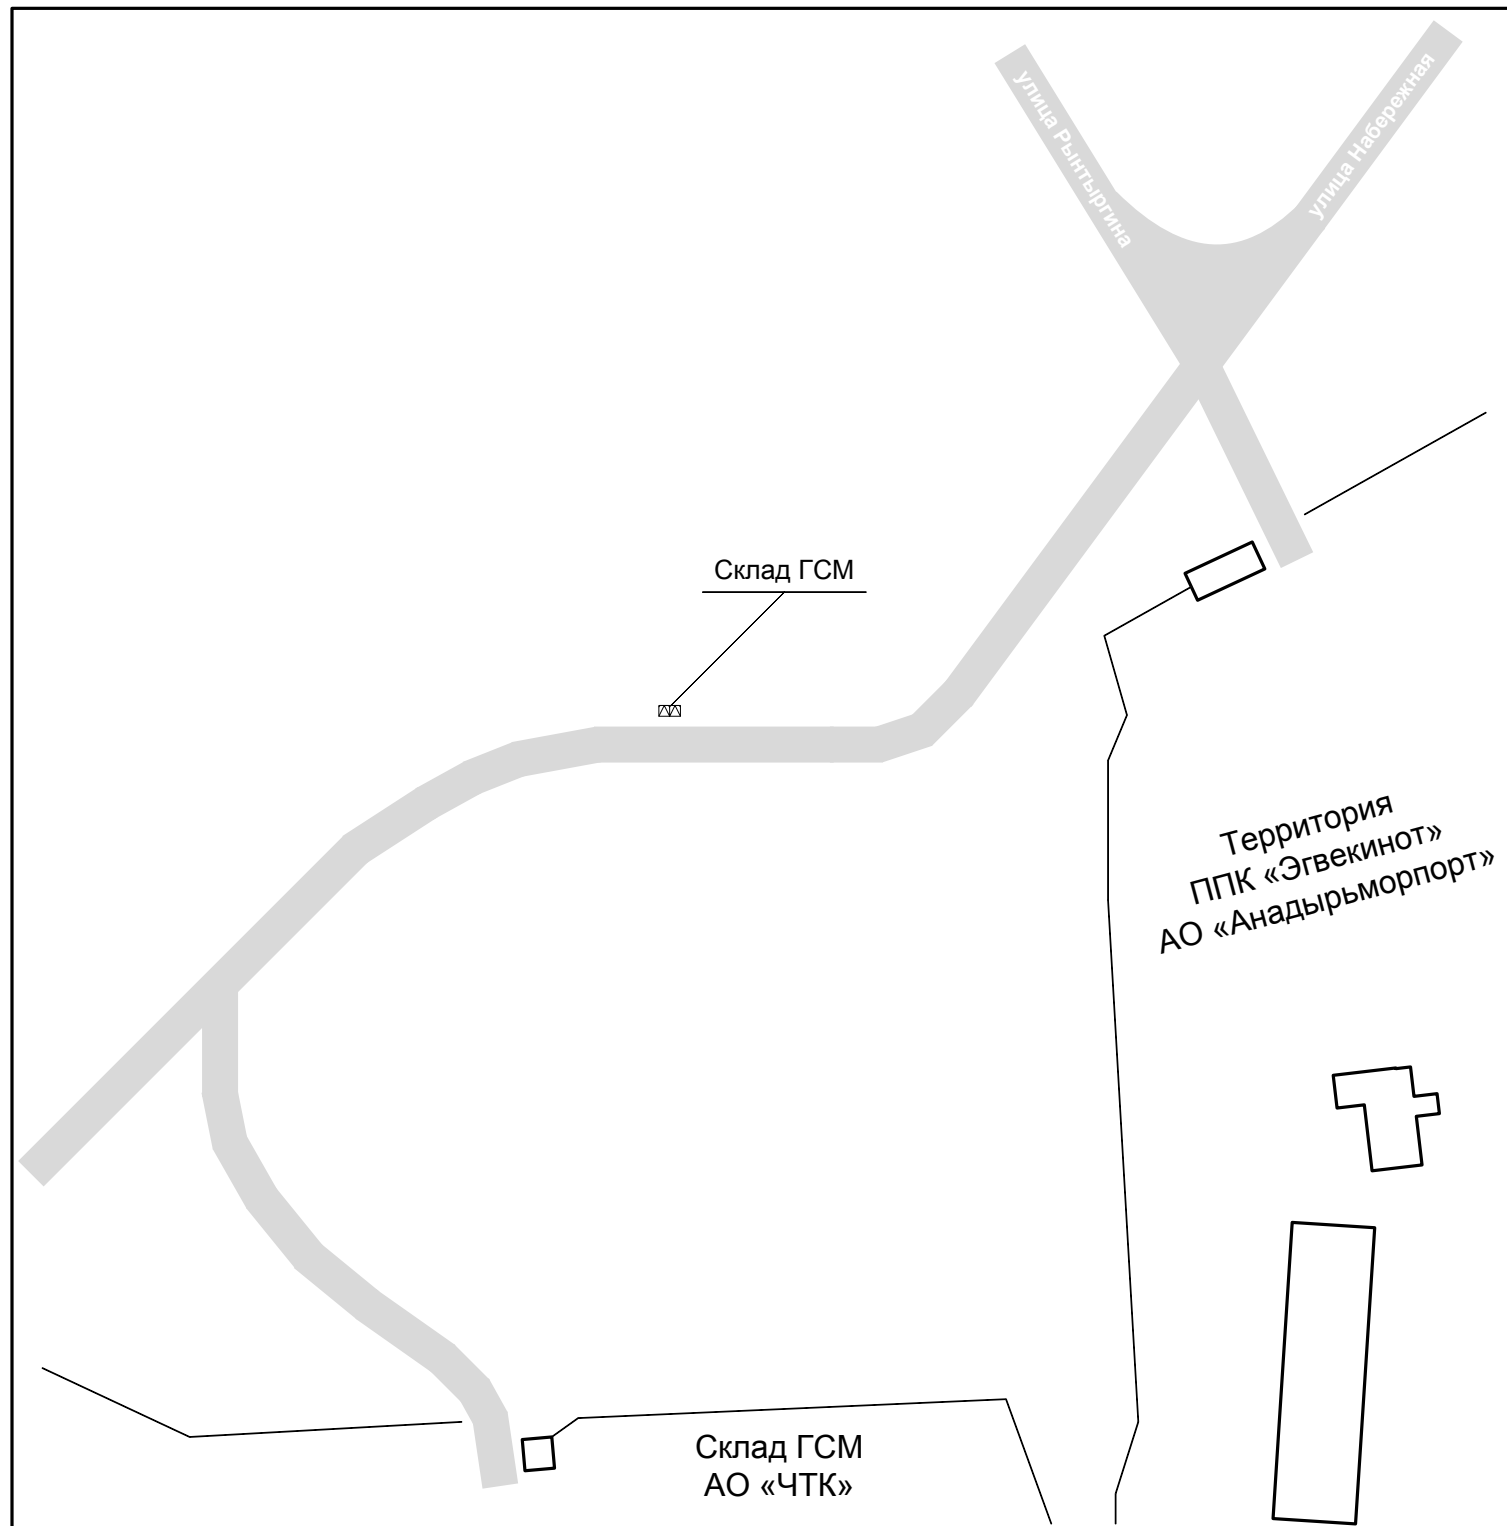 улица Рынтыргина
улица Набережная
Склад ГСМ
Территория
ППК «Эгвекинот»
АО «Анадырьморпорт»
Склад ГСМ
АО «ЧТК»